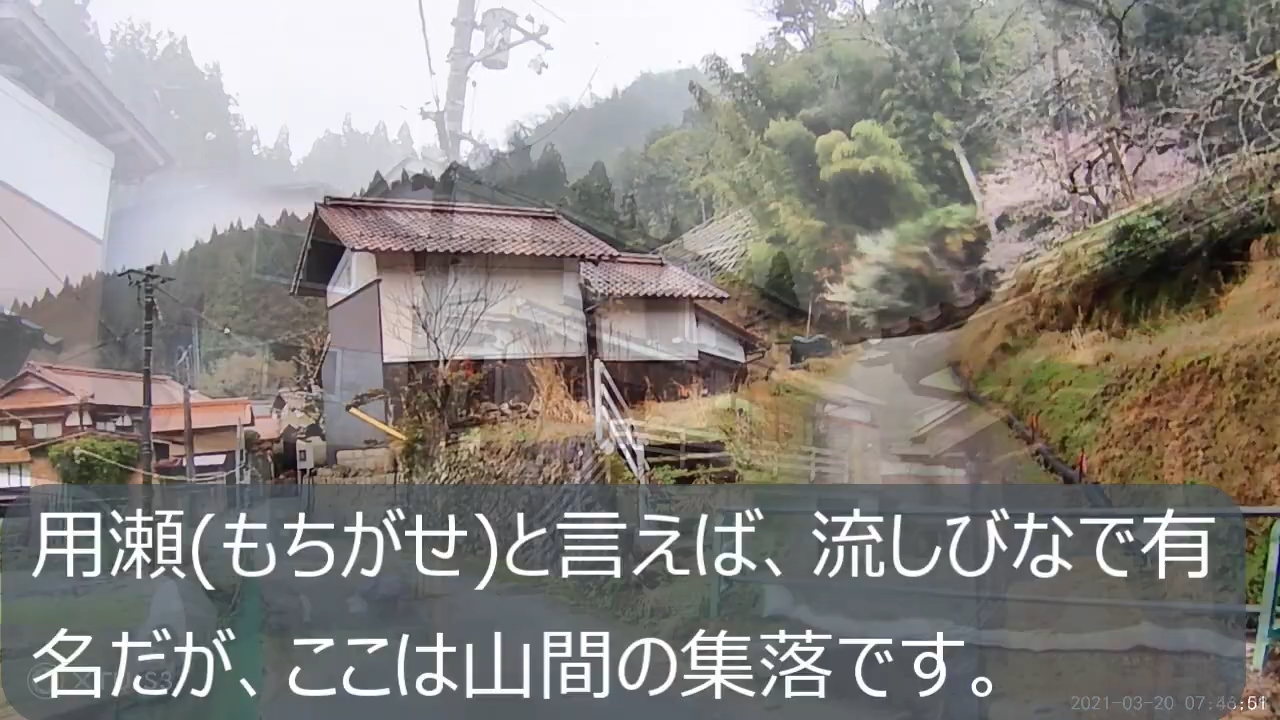 用瀬(もちがせ)と言えば、流しびなで有
名だが、ここは山間の集落です。
2021-03-20 07:46:51